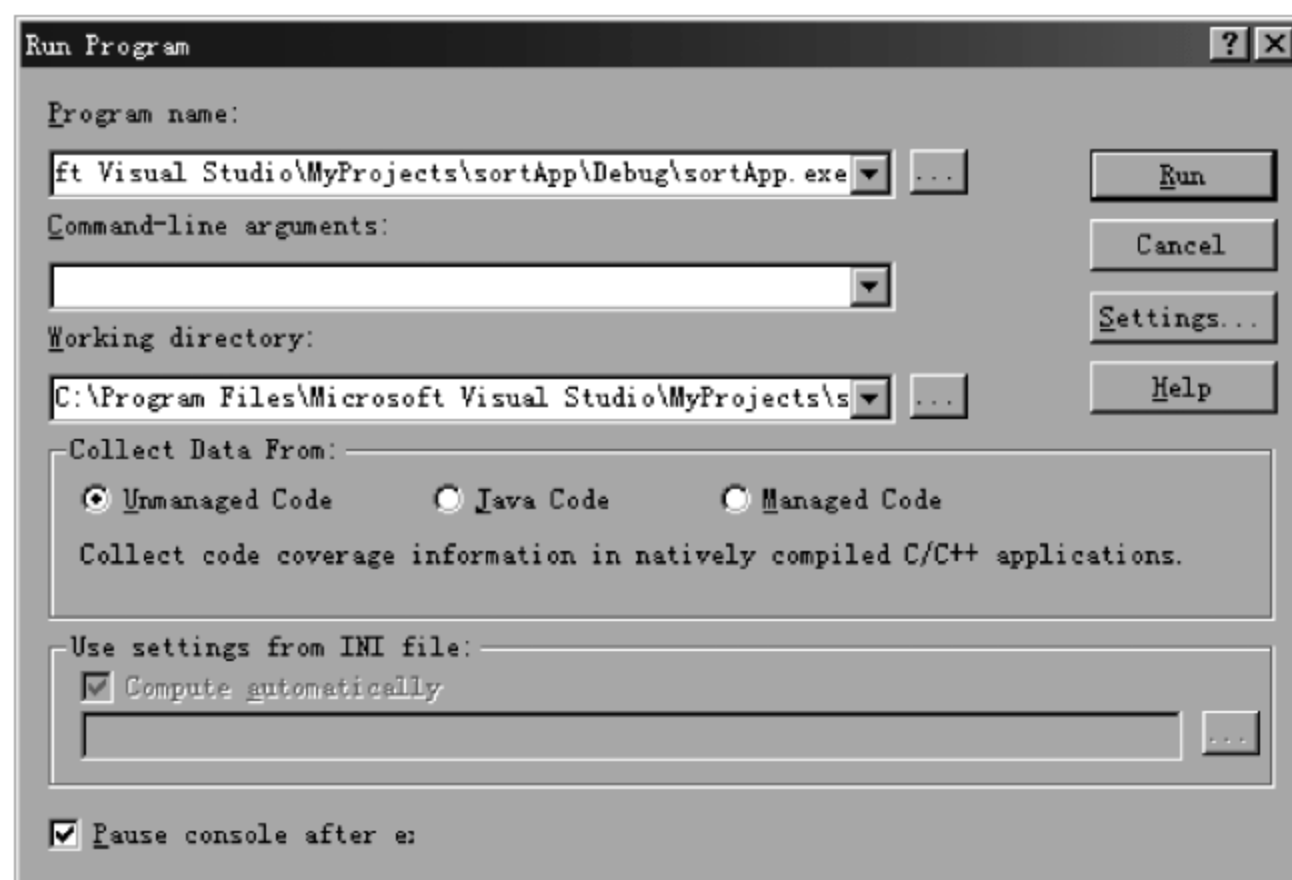 Run Program
Program name:
ft Visual Studio\MyProjects\sortApp\Debug\sortApp.exe
...
Run
Command-line arguments:
Cancel
Settings...
Working directory:
C:\Program Files\Microsoft Visual Studio\MyProjects\s
...
Help
Collect Data From:
Unmanaged Code
Java Code
Managed Code
Collect code coverage information in natively compiled C/C++ applications.
Use settings from INI file:
Compute automatically
...
Pause console after